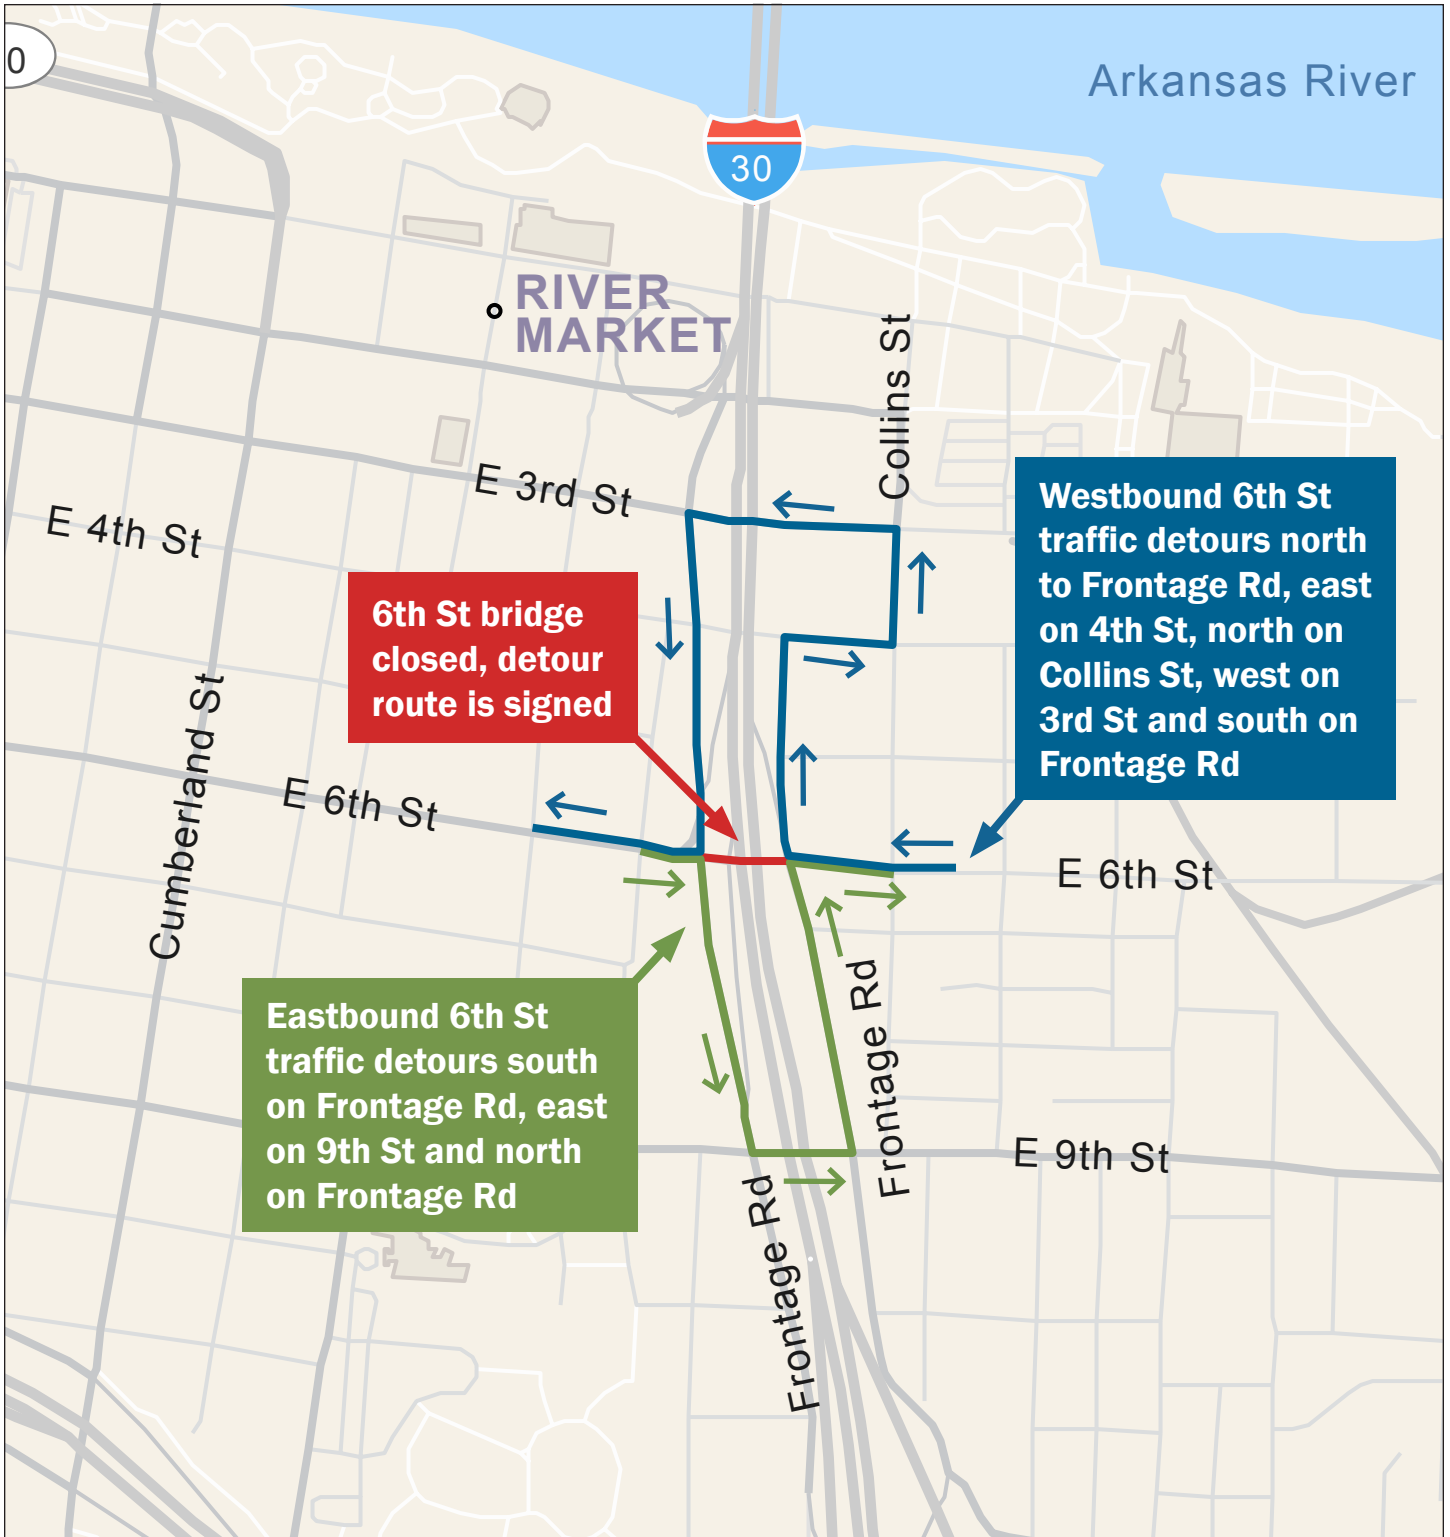 0
Arkansas River
30
RIVER
MARKET
Collins St
E 3rd St
E 4th St
Westbound 6th St
traffic detours north
to Frontage Rd, east
on 4th St, north on
Collins St, west on
3rd St and south on
Frontage Rd
6th St bridge
closed, detour
route is signed
Cumberland St
E 6th St
E 6th St
Eastbound 6th St
traffic detours south
on Frontage Rd, east
on 9th St and north
on Frontage Rd
Frontage Rd
E 9th St
Frontage Rd